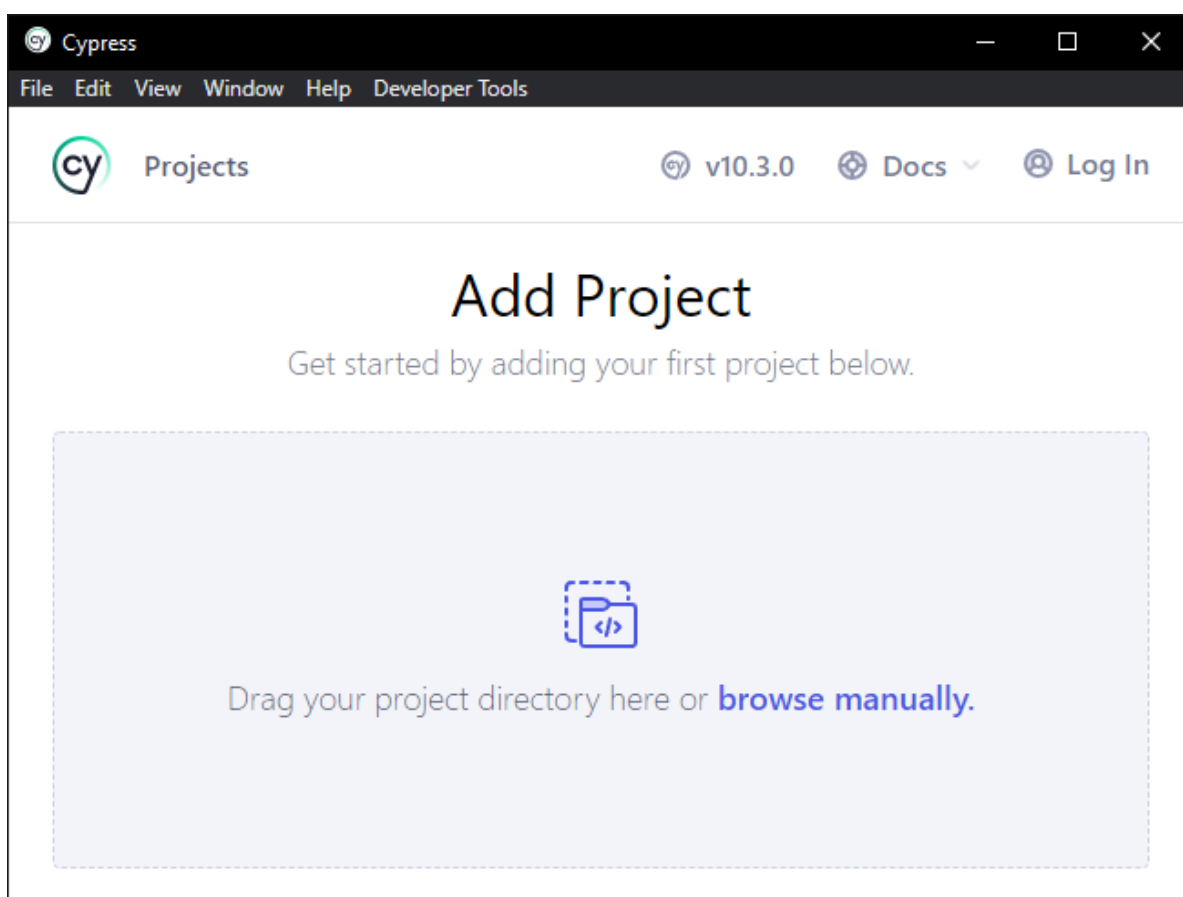 Cypress
File Edit View Window Help Developer Tools
cy Projects cy v10.3.0 Docs Log In
Add Project
Get started by adding your first project below.
</>
Drag your project directory here or browse manually.